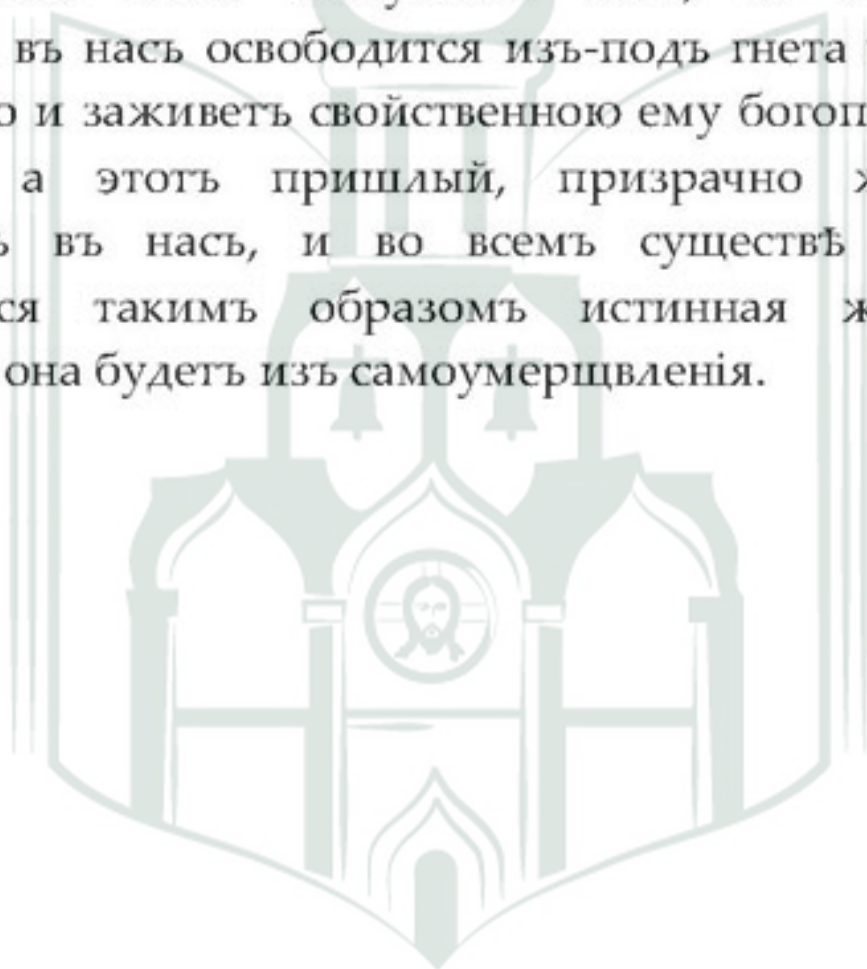 въ насъ освободится изъ-подъ гнета
и заживетъ свойственною ему
а этотъ пришлый, призрачно
въ насъ, и во всемъ существѣ
такимъ образомъ истинная
она будетъ изъ самоумерщвленія.